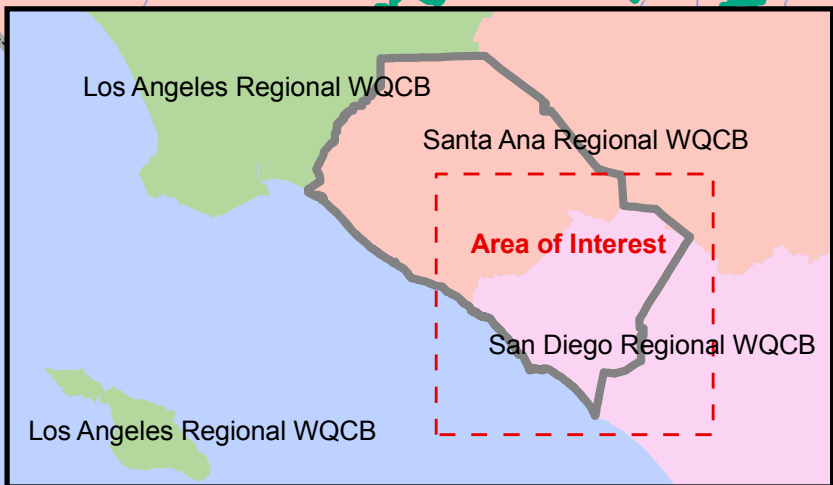 Los Angeles Regional WQCB
Santa Ana Regional WQCB
Area of Interest
San Diego Regional WQCB
Los Angeles Regional WQCB